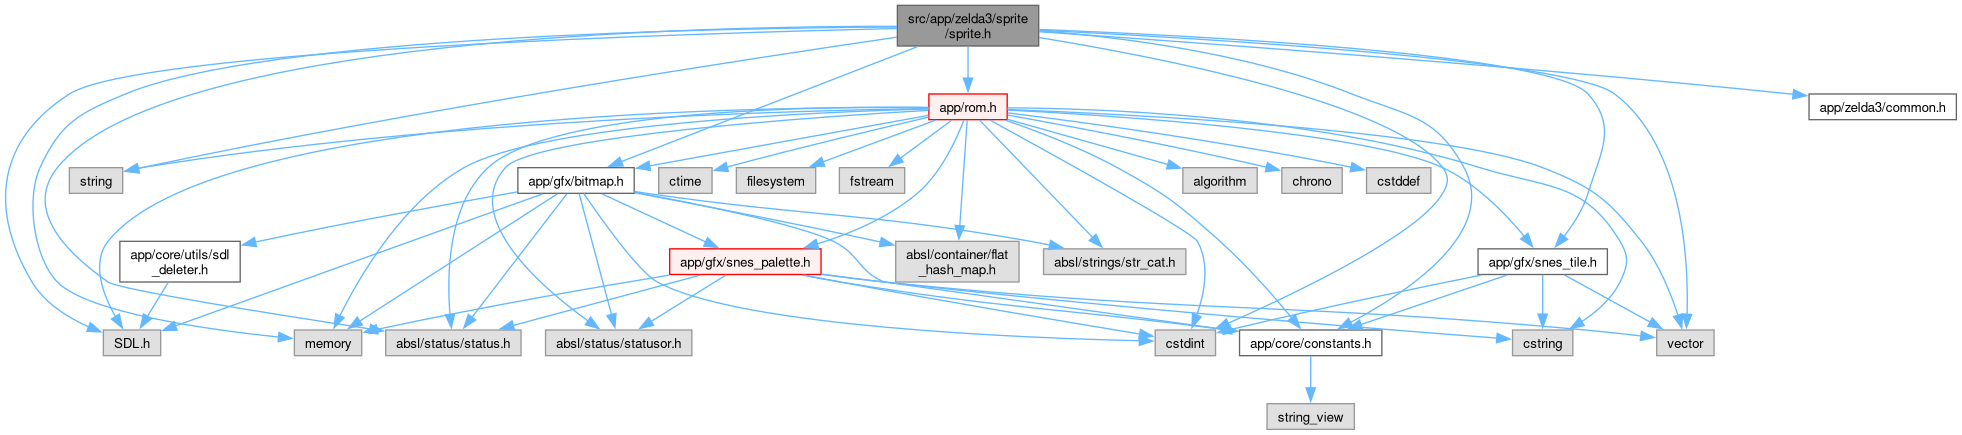 src/app/zelda3/sprite
/sprite.h
app/rom.h
app/zelda3/common.h
string
app/gfx/bitmap.h
ctime
filesystem
fstream
algorithm
chrono
cstddef
app/core/utils/sdl
_deleter.h
app/gfx/snes_palette.h
absl/container/flat
_hash_map.h
absl/strings/str_cat.h
app/gfx/snes_tile.h
SDL.h
memory
absl/status/status.h
absl/status/statusor.h
cstdint
app/core/constants.h
cstring
vector
string_view